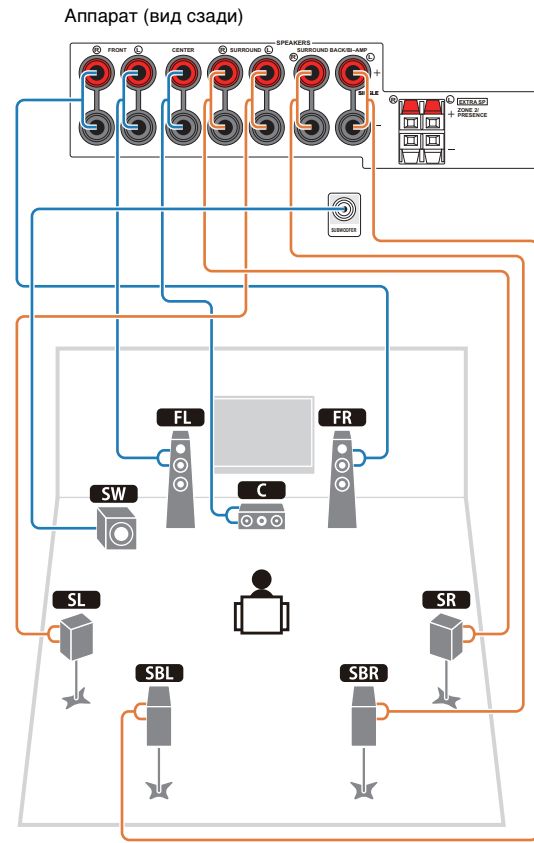 Аппарат (вид сзади)
SPEAKERS
R FRONT L CENTER R SURROUND L SURROUND BACK/BI-AMP
R L
+
SINGLE
–
R L EXTRA SP
+ ZONE 2/
PRESENCE
–
SUBWOOFER
FL FR
SW C
SL SR
SBL SBR